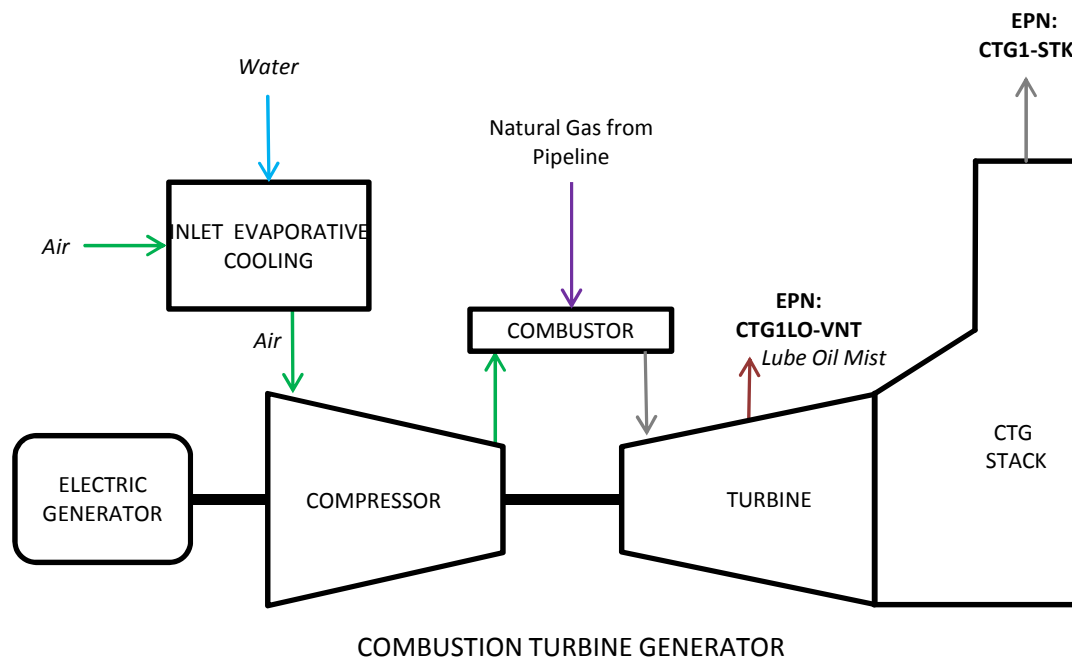 EPN:
CTG1-STK
Water
Natural Gas from
Pipeline
Air
INLET EVAPORATIVE
COOLING
EPN:
CTG1LO-VNT
Lube Oil Mist
Air
COMBUSTOR
CTG
STACK
ELECTRIC
GENERATOR
COMPRESSOR
TURBINE
COMBUSTION TURBINE GENERATOR